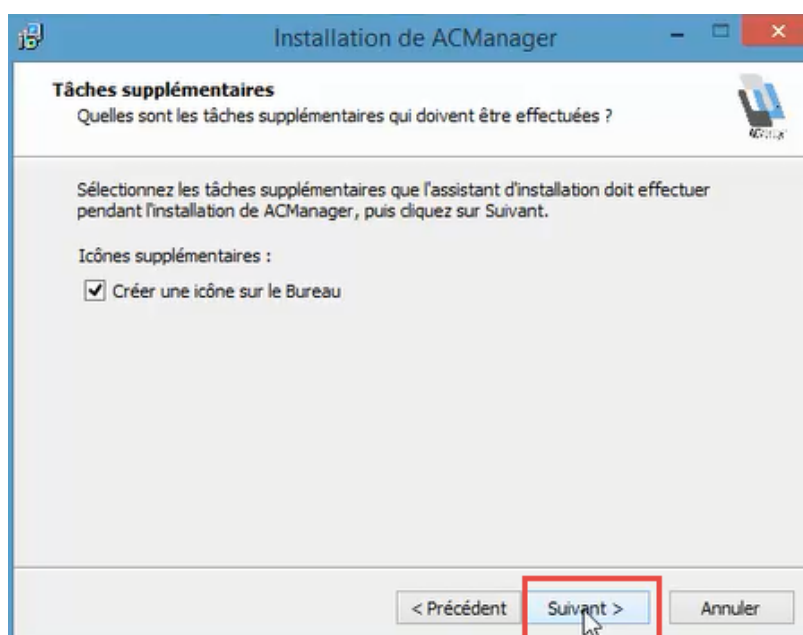 Installation de ACManager
Tâches supplémentaires
Quelles sont les tâches supplémentaires qui doivent être effectuées ?
Sélectionnez les tâches supplémentaires que l'assistant d'installation doit effectuer
pendant l'installation de ACManager, puis cliquez sur Suivant.
Icônes supplémentaires :
Créer une icône sur le Bureau
< Précédent
Suivant >
Annuler